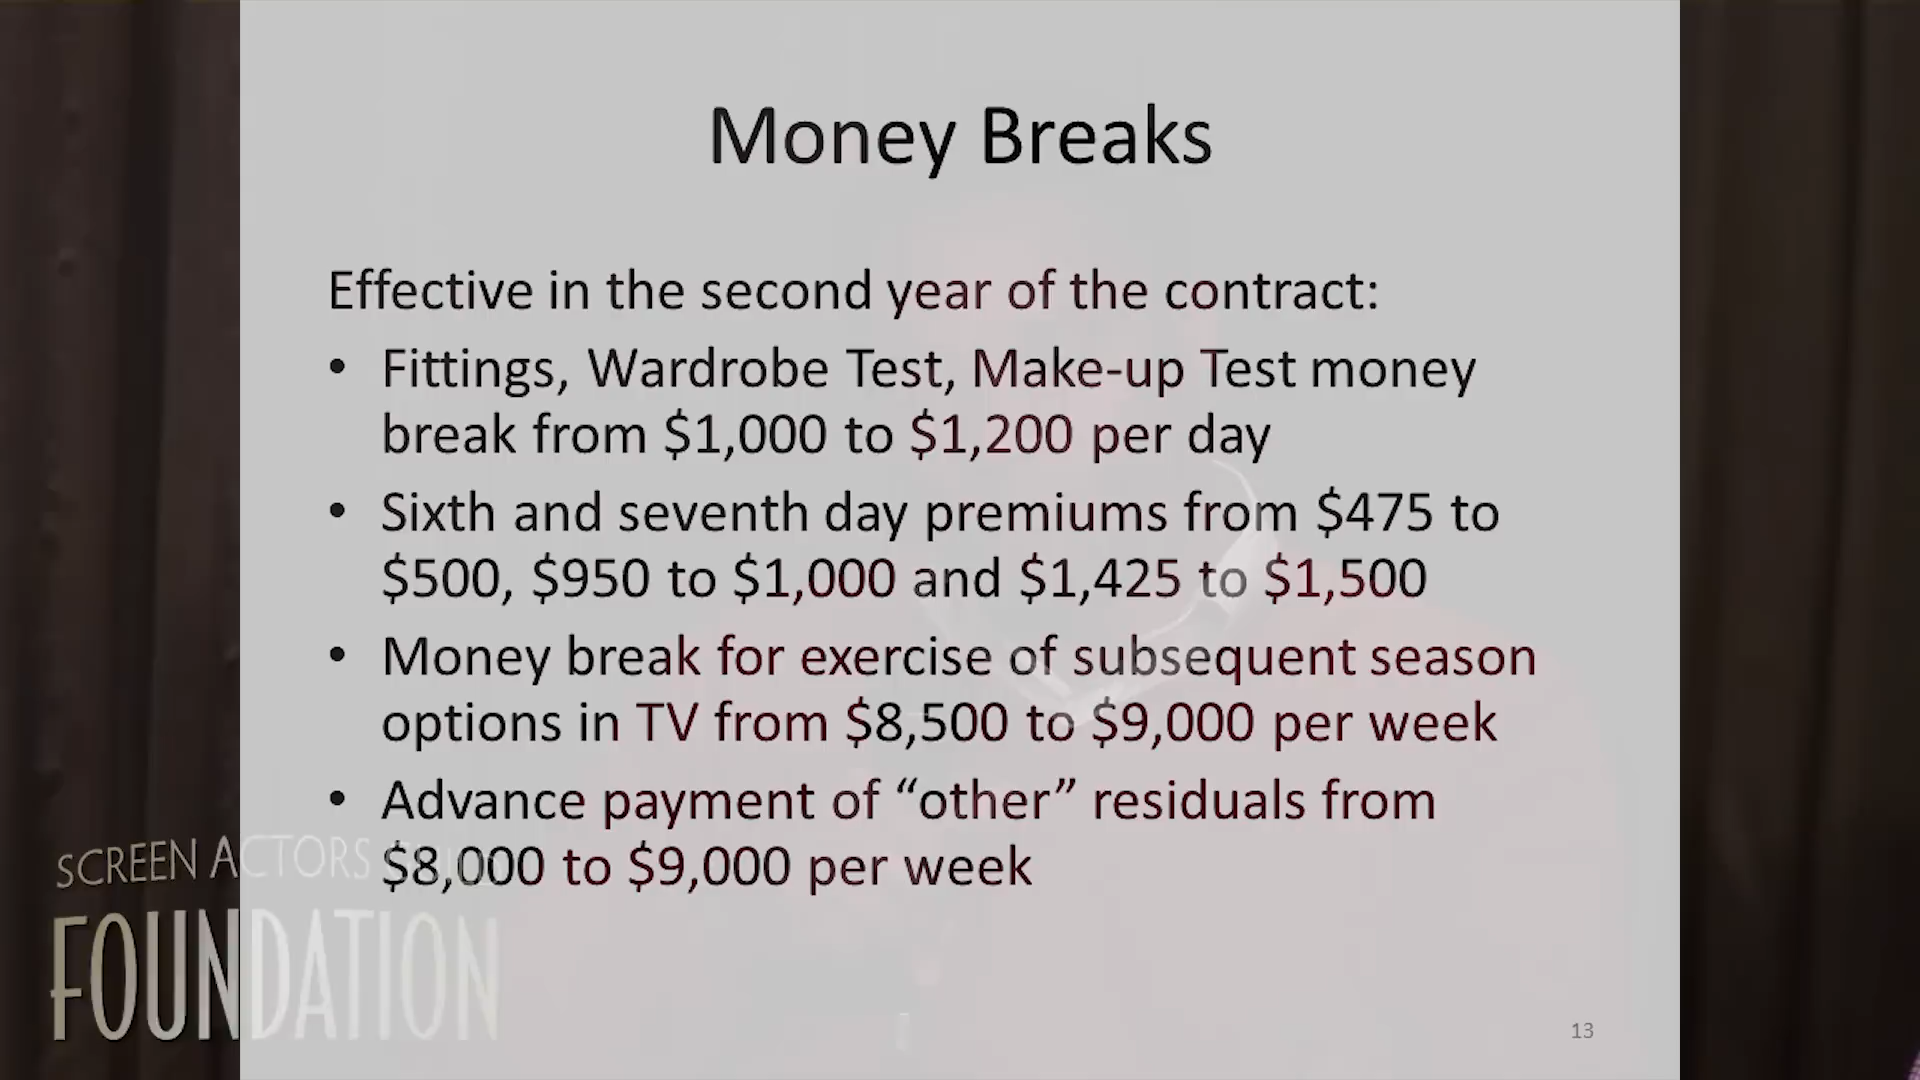 Money Breaks
Effective in the second year of the contract:
• Fittings, Wardrobe Test, Make-up Test money
break from $1,000 to $1,200 per day
• Sixth and seventh day premiums from $475 to
$500, $950 to $1,000 and $1,425 to $1,500
• Money break for exercise of subsequent season
options in TV from $8,500 to $9,000 per week
• Advance payment of “other” residuals from
$8,000 to $9,000 per week
SCREEN ACTORS GUILD
FOUNDATION
13